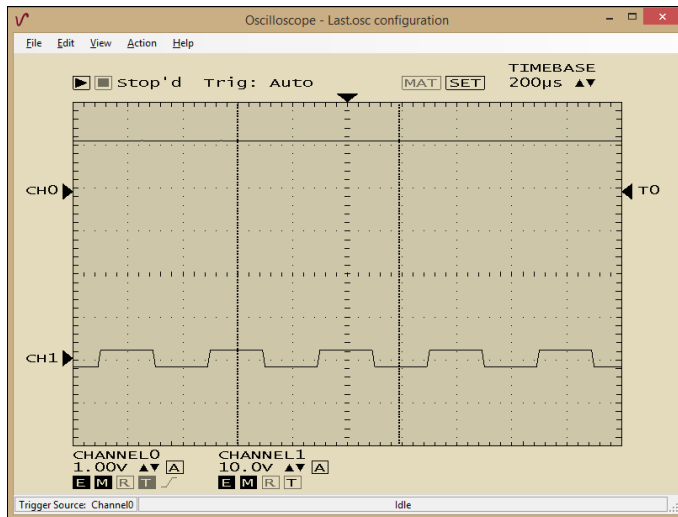 Oscilloscope - Last.osc configuration
File Edit View Action Help
TIMEBASE
Stop'd Trig: Auto MAT SET 200µs
CH0 T0
CH1
CHANNEL0 CHANNEL1
1.00V A 10.0V A
E M R T E M R T
Trigger Source: Channel0 Idle